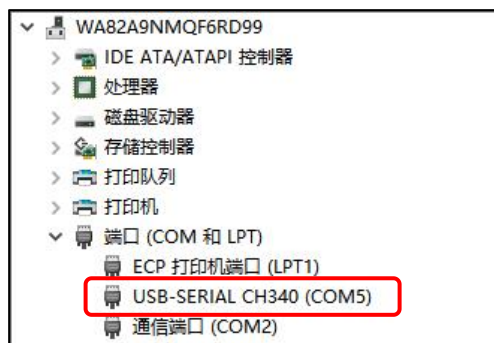 WA82A9NMQF6RD99
IDE ATA/ATAPI 控制器
处理器
磁盘驱动器
存储控制器
打印队列
打印机
端口 (COM 和 LPT)
ECP 打印机端口 (LPT1)
USB-SERIAL CH340 (COM5)
通信端口 (COM2)